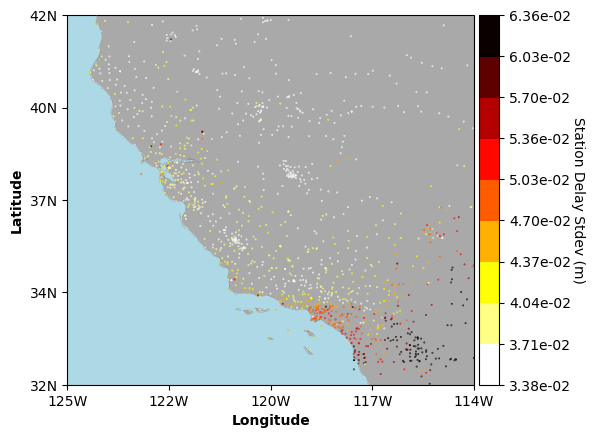 42N
40N
37N
34N
32N
125W
122W
120W
117W
114W
Longitude
Latitude
6.36e-02
6.03e-02
5.70e-02
5.36e-02
5.03e-02
4.70e-02
4.37e-02
4.04e-02
3.71e-02
3.38e-02
Station Delay Stdev (m)